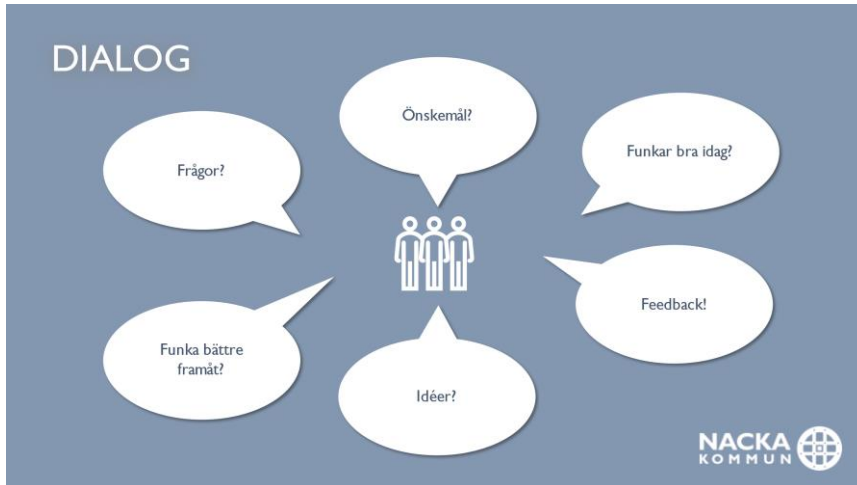 DIALOG
Önskemål?
Frågor?
Funkar bra idag?
Funka bättre
framåt?
Feedback!
Idéer?
NACKA
KOMMUN